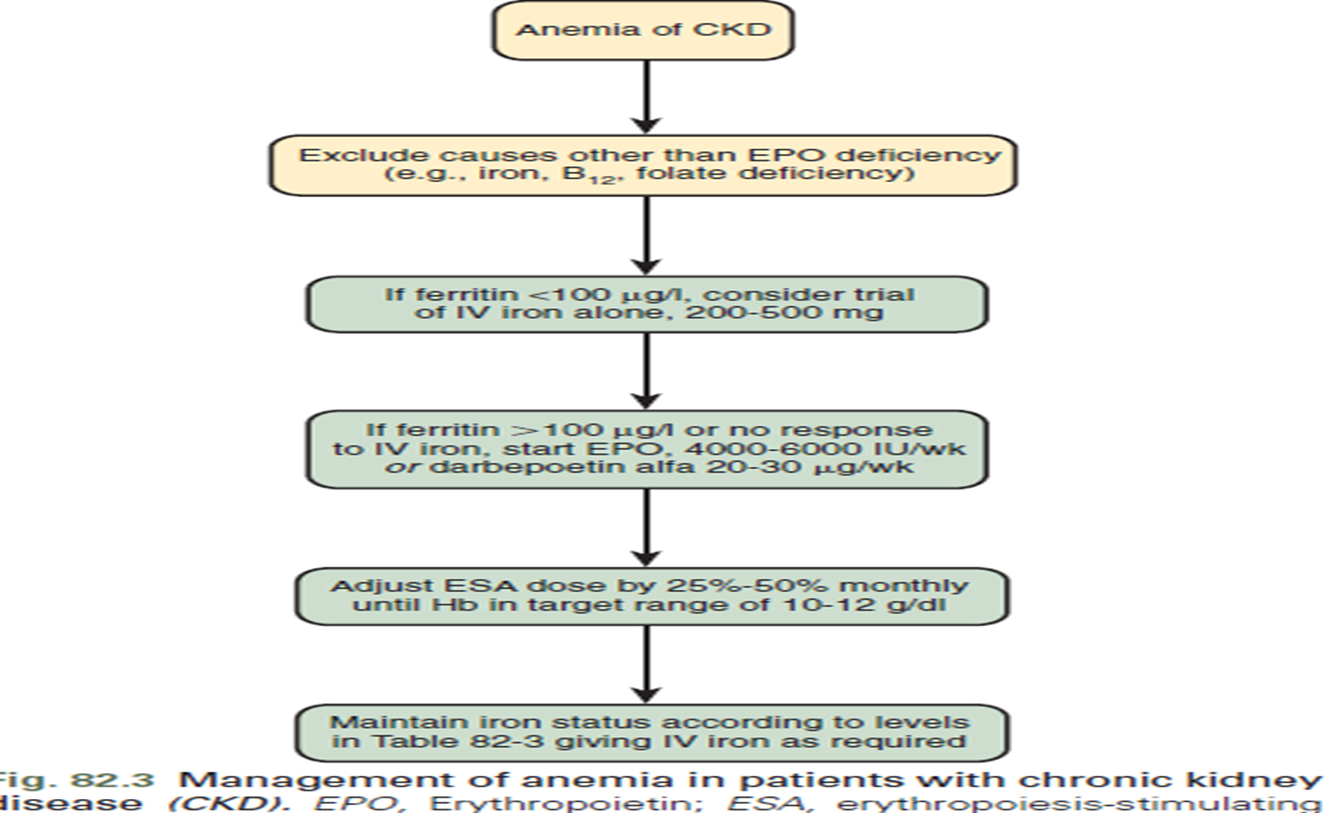 Anemia of CKD
Exclude causes other than EPO deficiency
(e.g., iron, B12, folate deficiency)
If ferritin <100 μg/l, consider trial
of IV iron alone, 200-500 mg
If ferritin >100 μg/l or no response
to IV iron, start EPO, 4000-6000 IU/wk
or darbepoetin alfa 20-30 μg/wk
Adjust ESA dose by 25%-50% monthly
until Hb in target range of 10-12 g/dl
Maintain iron status according to levels
in Table 82-3 giving IV iron as required
Fig. 82.3 Management of anemia in patients with chronic kidney
disease (CKD). EPO, Erythropoietin; ESA, erythropoiesis-stimulating